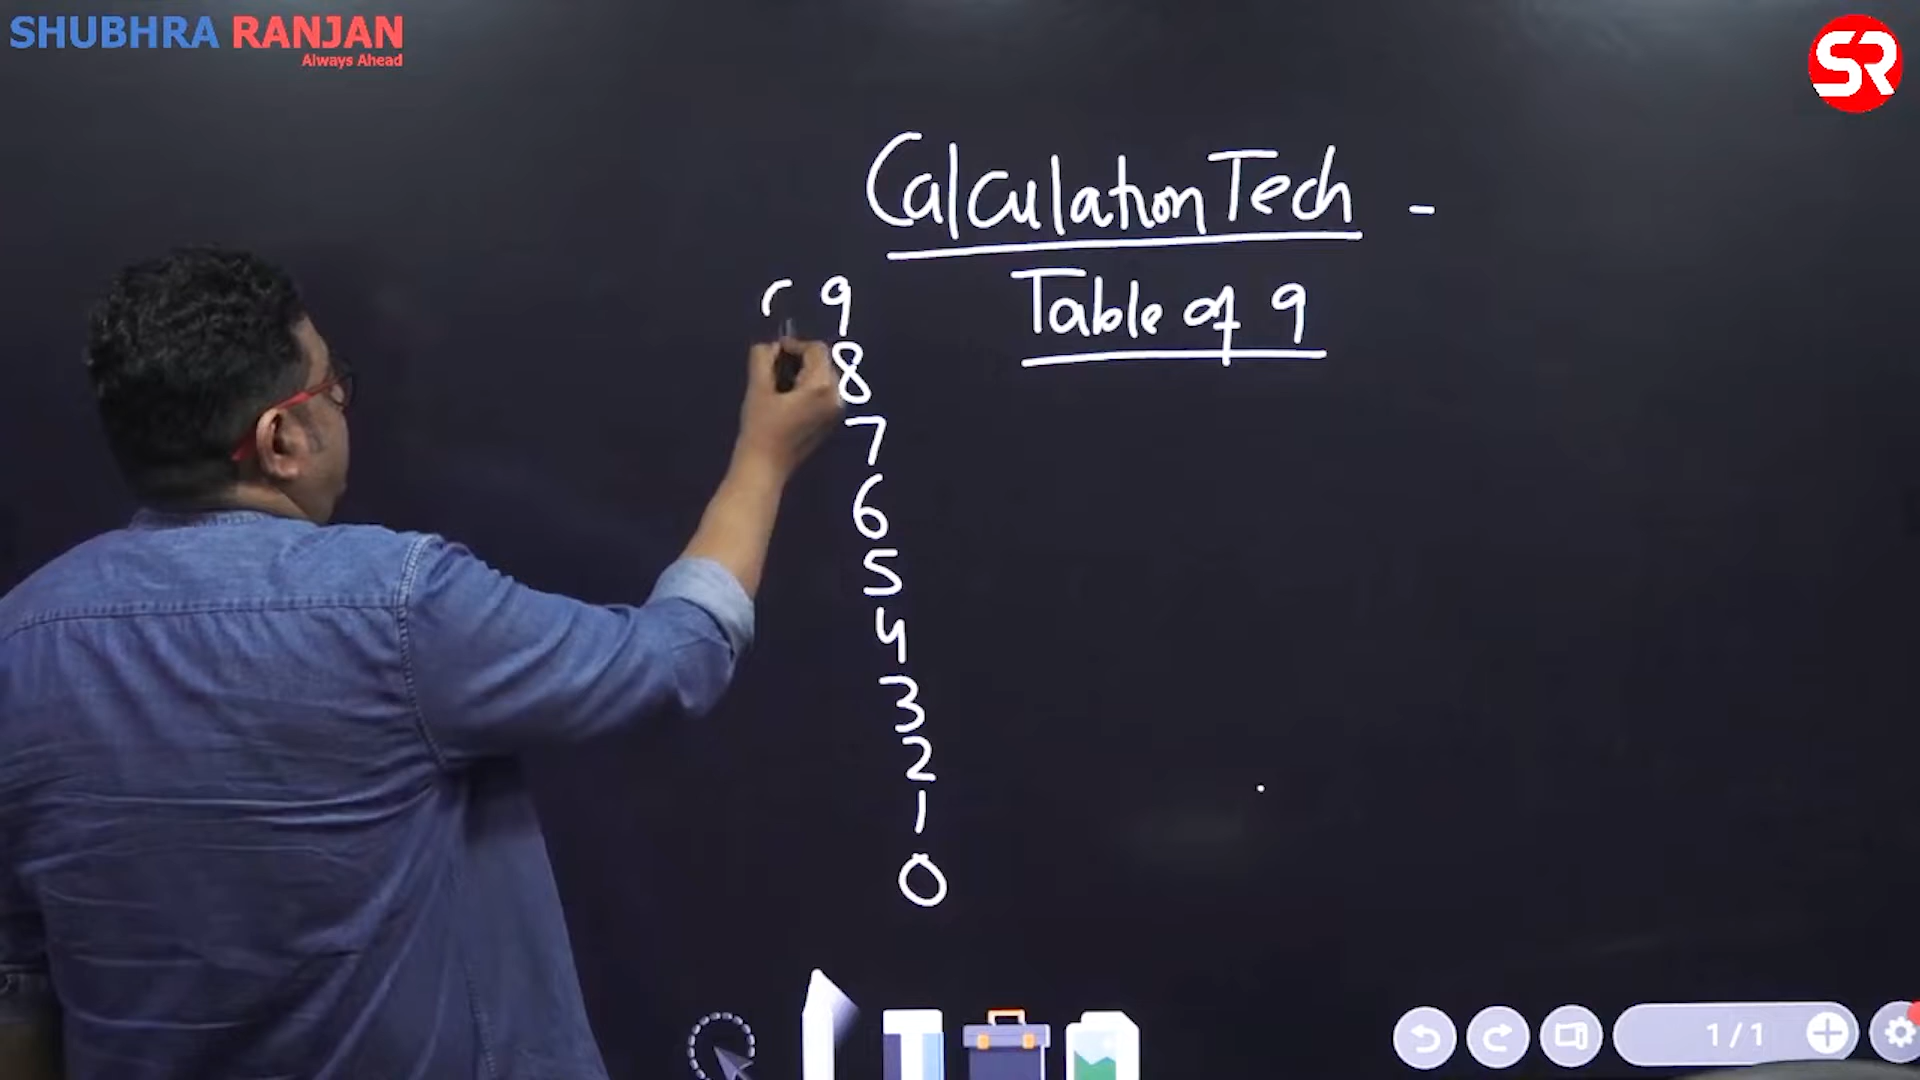 SHUBHRA RANJAN
Always Ahead
SR
Calculation Tech -
Table of 9
9
8
7
6
5
4
3
2
1
0
1/1